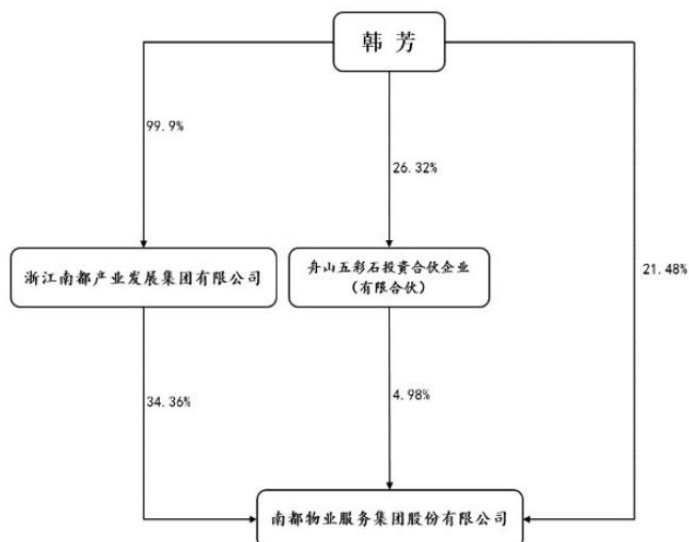 韩 芳
99.9%
26.32%
浙江南都产业发展集团有限公司
舟山五彩石投資合伙企业
（有限合伙）
21.48%
34.36%
4.98%
南都物业服务集团股份有限公司